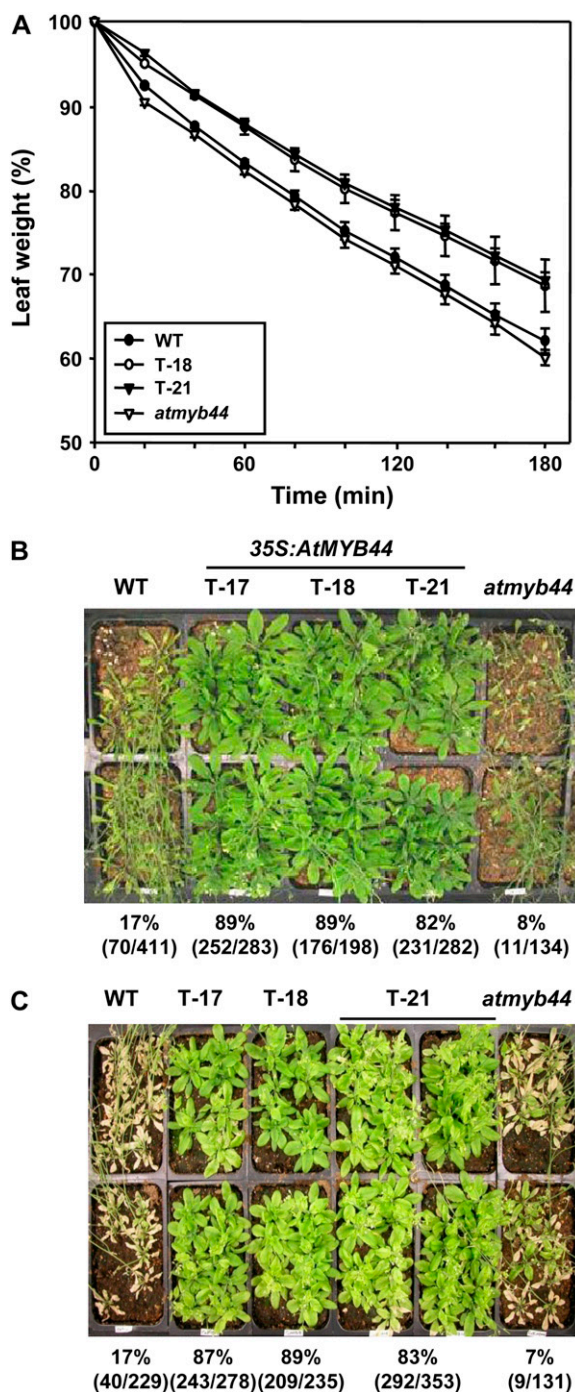 A
100
90
80
70
60
50
Leaf weight (%)
WT
T-18
T-21
atmyb44
0 60 120 180
Time (min)
B
35S:AtMYB44
WT T-17 T-18 T-21 atmyb44
17% 89% 89% 82% 8%
(70/411) (252/283) (176/198) (231/282) (11/134)
C
WT T-17 T-18 T-21 atmyb44
17% 87% 89% 83% 7%
(40/229) (243/278) (209/235) (292/353) (9/131)